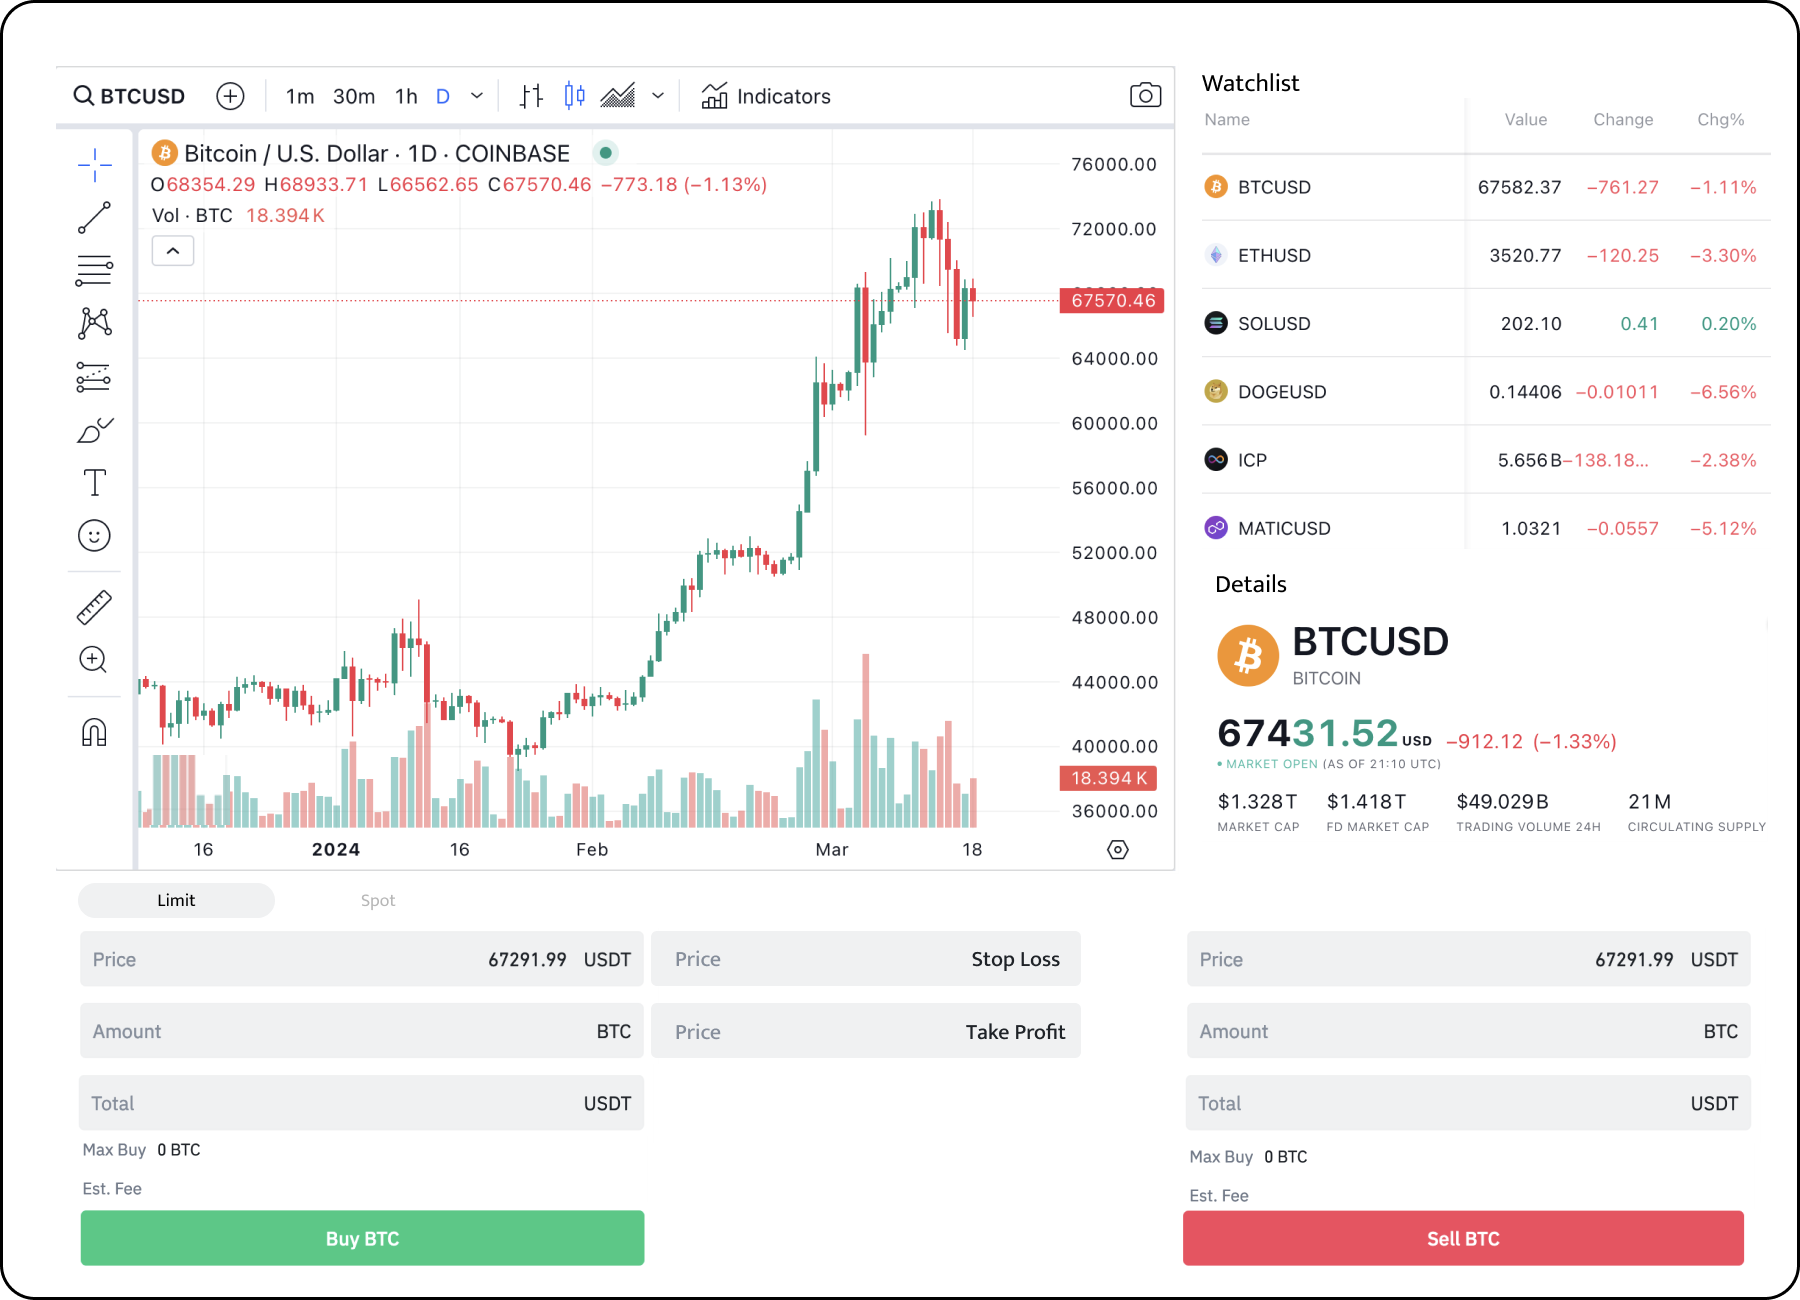 BTCUSD 1m 30m 1h D Indicators
Bitcoin / U.S. Dollar · 1D · COINBASE
O68354.29 H68933.71 L66562.65 C67570.46 −773.18 (−1.13%)
Vol · BTC 18.394K
76000.00
72000.00
67570.46
64000.00
60000.00
56000.00
52000.00
48000.00
44000.00
40000.00
18.394K
36000.00
16 2024 16 Feb Mar 18
Watchlist
Name Value Change Chg%
BTCUSD 67582.37 −761.27 −1.11%
ETHUSD 3520.77 −120.25 −3.30%
SOLUSD 202.10 0.41 0.20%
DOGEUSD 0.14406 −0.01011 −6.56%
ICP 5.656B −138.18... −2.38%
MATICUSD 1.0321 −0.0557 −5.12%
Details
BTCUSD
BITCOIN
67431.52 USD −912.12 (−1.33%)
• MARKET OPEN (AS OF 21:10 UTC)
$1.328T $1.418T $49.029B 21M
MARKET CAP FD MARKET CAP TRADING VOLUME 24H CIRCULATING SUPPLY
Limit Spot
Price 67291.99 USDT
Amount BTC
Total USDT
Max Buy 0 BTC
Est. Fee
Buy BTC
Price Stop Loss
Price Take Profit
Price 67291.99 USDT
Amount BTC
Total USDT
Max Buy 0 BTC
Est. Fee
Sell BTC